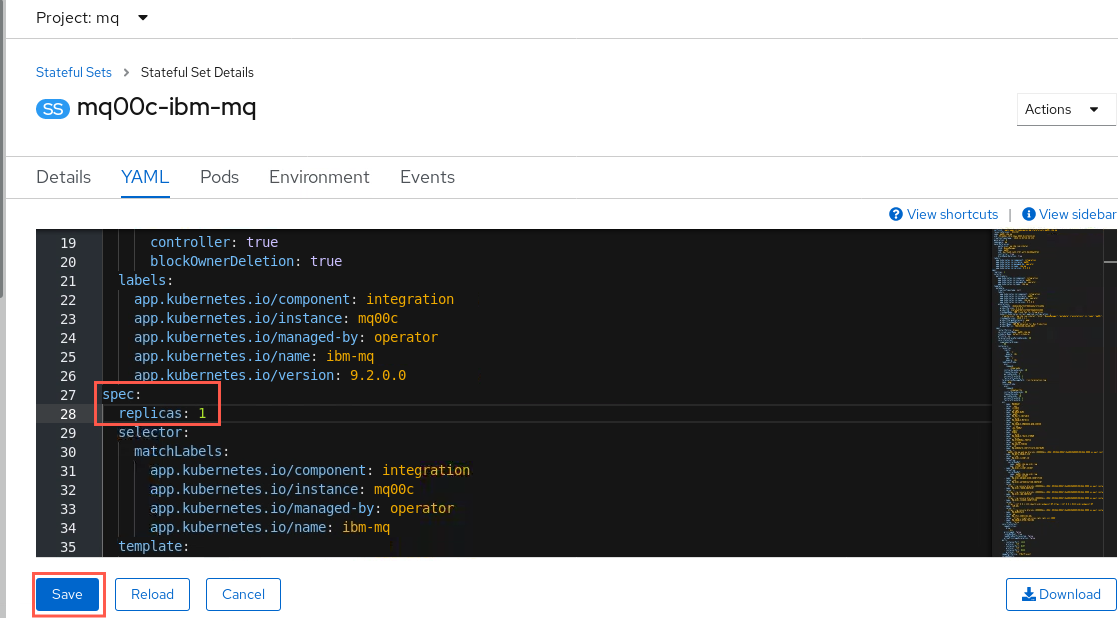 Project: mq
Stateful Sets > Stateful Set Details
SS mq00c-ibm-mq
Actions
Details YAML Pods Environment Events
View shortcuts | View sidebar
19 controller: true
20 blockOwnerDeletion: true
21 labels:
22 app.kubernetes.io/component: integration
23 app.kubernetes.io/instance: mq00c
24 app.kubernetes.io/managed-by: operator
25 app.kubernetes.io/name: ibm-mq
26 app.kubernetes.io/version: 9.2.0.0
27 spec:
28 replicas: 1
29 selector:
30 matchLabels:
31 app.kubernetes.io/component: integration
32 app.kubernetes.io/instance: mq00c
33 app.kubernetes.io/managed-by: operator
34 app.kubernetes.io/name: ibm-mq
35 template:
Save Reload Cancel Download